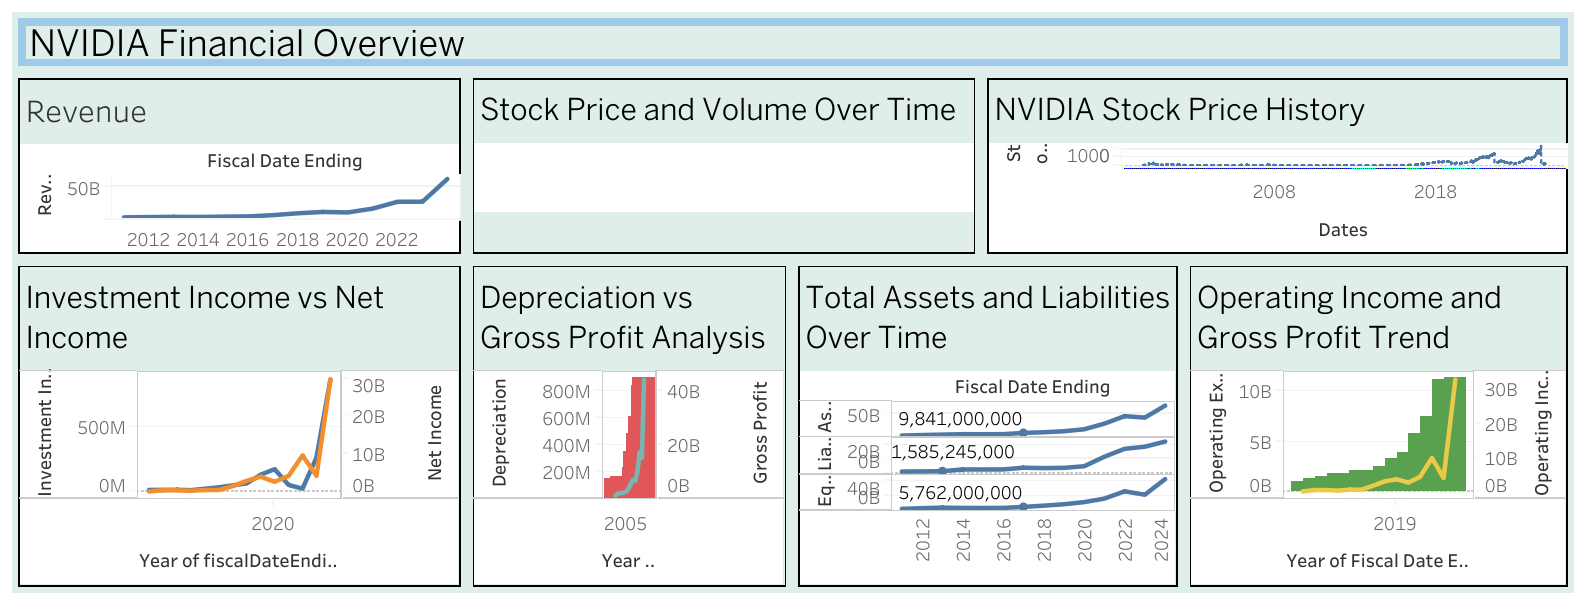 NVIDIA Financial Overview
Revenue
Fiscal Date Ending
Rev..
50B
2012 2014 2016 2018 2020 2022
Stock Price and Volume Over Time
NVIDIA Stock Price History
St
o..
1000
2008 2018
Dates
Investment Income vs Net
Income
Investment In..
500M
0M
30B
20B
10B
0B
Net Income
2020
Year of fiscalDateEndi..
Depreciation vs
Gross Profit Analysis
Depreciation
800M
600M
400M
200M
40B
20B
0B
Gross Profit
2005
Year ..
Total Assets and Liabilities
Over Time
Fiscal Date Ending
As..
50B
9,841,000,000
Lia..
20B
0B
1,585,245,000
Eq..
40B
0B
5,762,000,000
2012 2014 2016 2018 2020 2022 2024
Operating Income and
Gross Profit Trend
Operating Ex..
10B
5B
0B
30B
20B
10B
0B
Operating Inc..
2019
Year of Fiscal Date E..